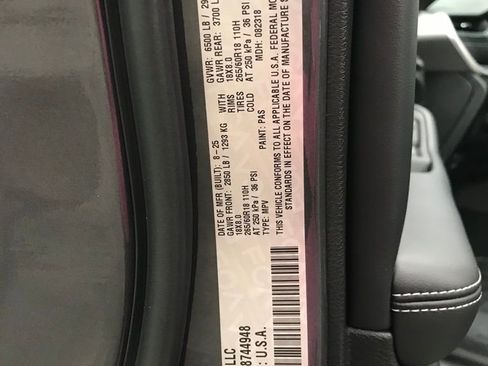 LLC
8744948
: U.S.A.
DATE OF MFR (BUILT): 8-25
GVWR: 6500 LB /
GAWR FRONT: 2850 LB / 1293 KG
WITH
GAWR REAR: 3700
18X8.0
RIMS
18X8.0
265/60R18 110H
TIRES
265/60R18 110H
AT 250 kPa / 36 PSI
COLD
AT 250 kPa / 36 PSI
TYPE: MPV
PAINT: PAS
MDH: 082318
THIS VEHICLE CONFORMS TO ALL APPLICABLE U.S.A. FEDERAL
STANDARDS IN EFFECT ON THE DATE OF MANUFACTURE